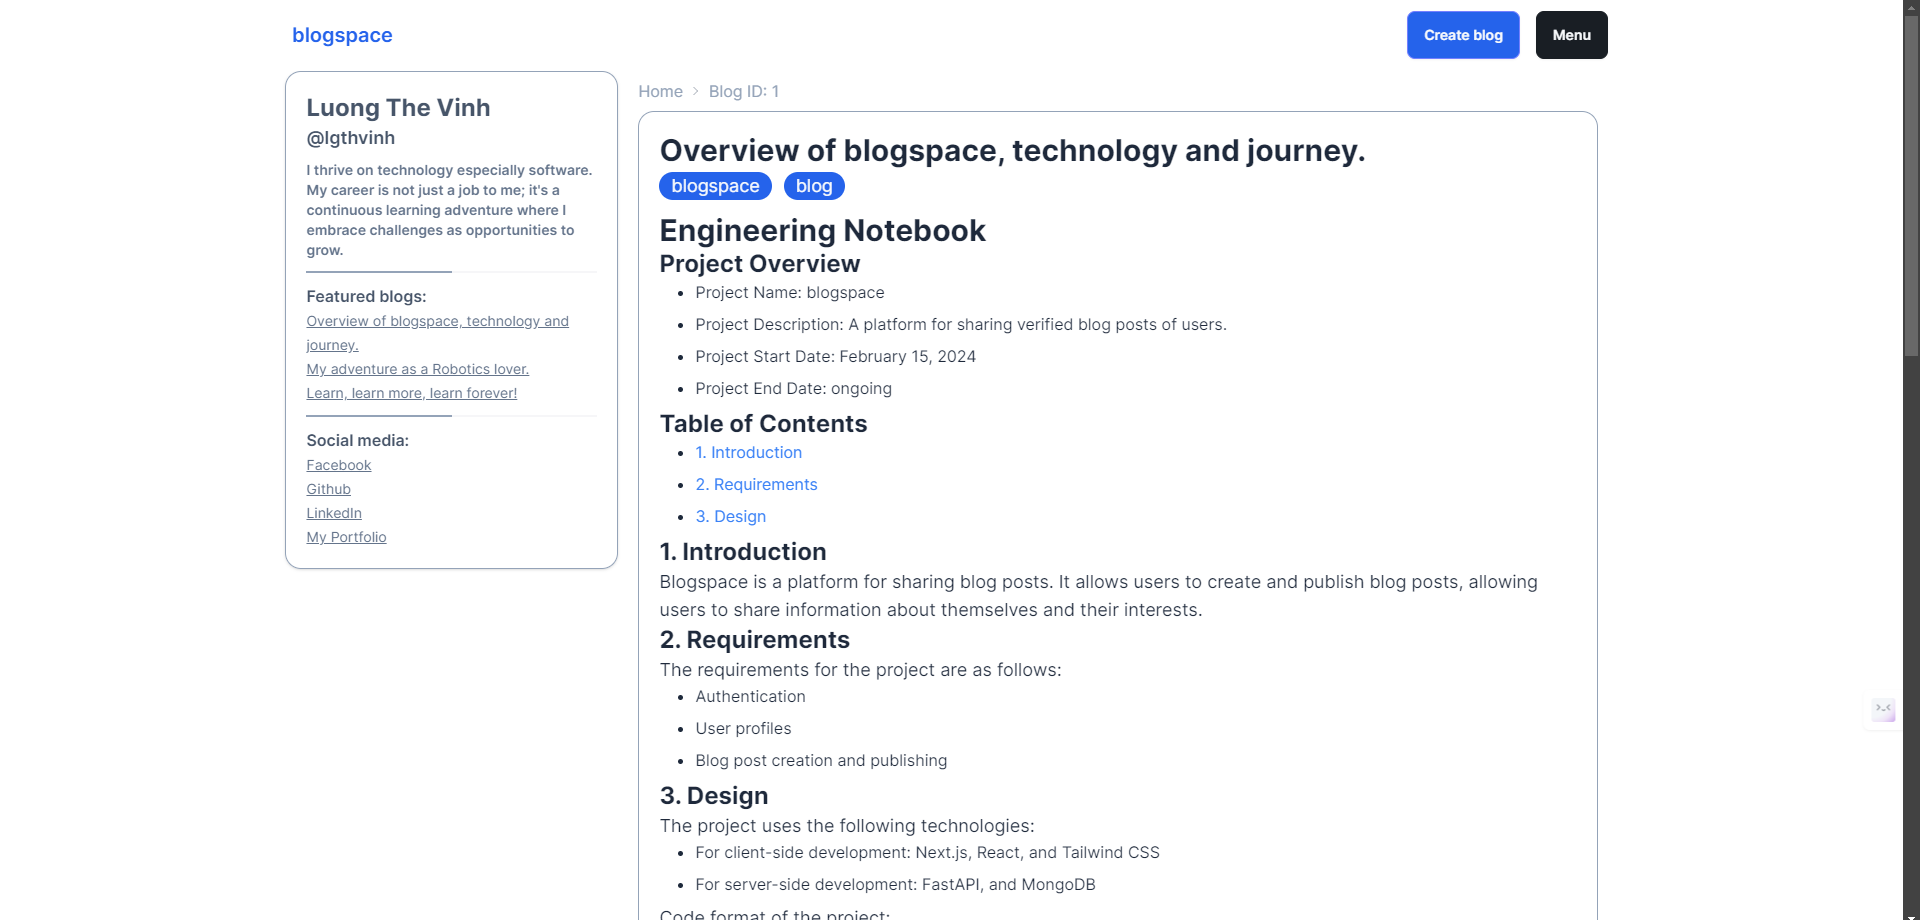 blogspace
Create blog
Menu
Luong The Vinh
@lgthvinh
I thrive on technology especially software.
My career is not just a job to me; it's a
continuous learning adventure where I
embrace challenges as opportunities to
grow.
Featured blogs:
Overview of blogspace, technology and
journey.
My adventure as a Robotics lover.
Learn, learn more, learn forever!
Social media:
Facebook
Github
LinkedIn
My Portfolio
Home > Blog ID: 1
Overview of blogspace, technology and journey.
blogspace blog
Engineering Notebook
Project Overview
• Project Name: blogspace
• Project Description: A platform for sharing verified blog posts of users.
• Project Start Date: February 15, 2024
• Project End Date: ongoing
Table of Contents
• 1. Introduction
• 2. Requirements
• 3. Design
1. Introduction
Blogspace is a platform for sharing blog posts. It allows users to create and publish blog posts, allowing
users to share information about themselves and their interests.
2. Requirements
The requirements for the project are as follows:
• Authentication
• User profiles
• Blog post creation and publishing
3. Design
The project uses the following technologies:
• For client-side development: Next.js, React, and Tailwind CSS
• For server-side development: FastAPI, and MongoDB
Code format of the project: